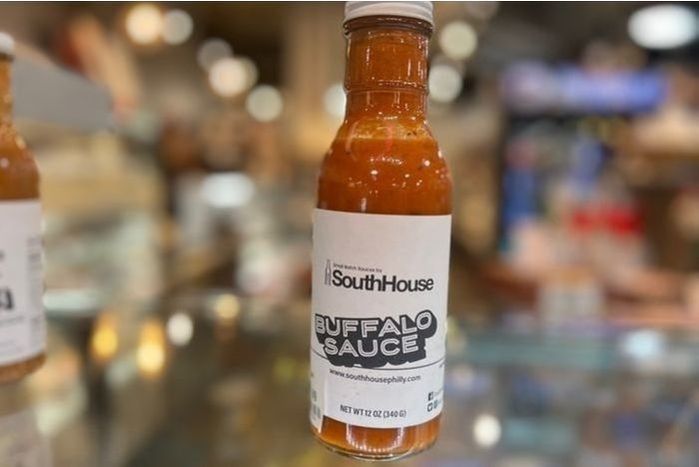 Small Batch Sauces by
SouthHouse
BUFFALO
SAUCE
www.southhousephilly.com
NET WT 12 OZ (340 G)